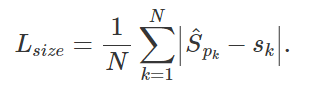 $L_{size} = \frac{1}{N} \sum_{k=1}^{N} \left| \hat{S}_{p_k} - s_k \right|.$